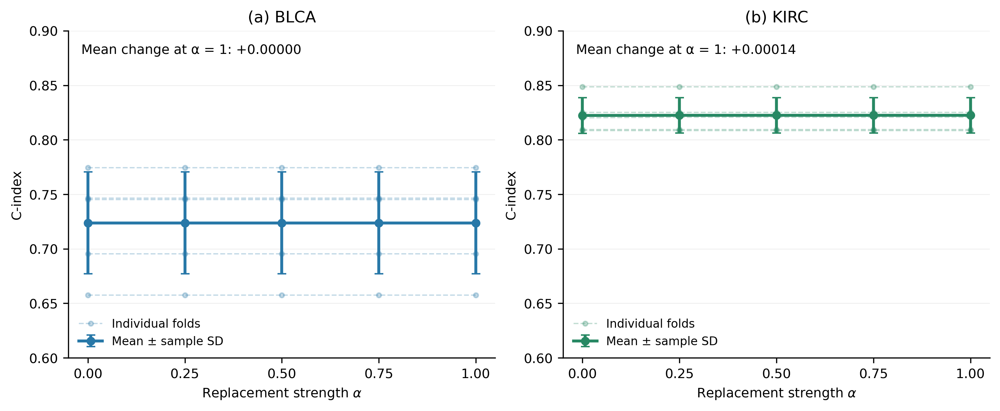 (a) BLCA
Mean change at α = 1: +0.00000
C-index
0.90
0.85
0.80
0.75
0.70
0.65
0.60
Individual folds
Mean ± sample SD
0.00 0.25 0.50 0.75 1.00
Replacement strength α
(b) KIRC
Mean change at α = 1: +0.00014
C-index
0.90
0.85
0.80
0.75
0.70
0.65
0.60
Individual folds
Mean ± sample SD
0.00 0.25 0.50 0.75 1.00
Replacement strength α